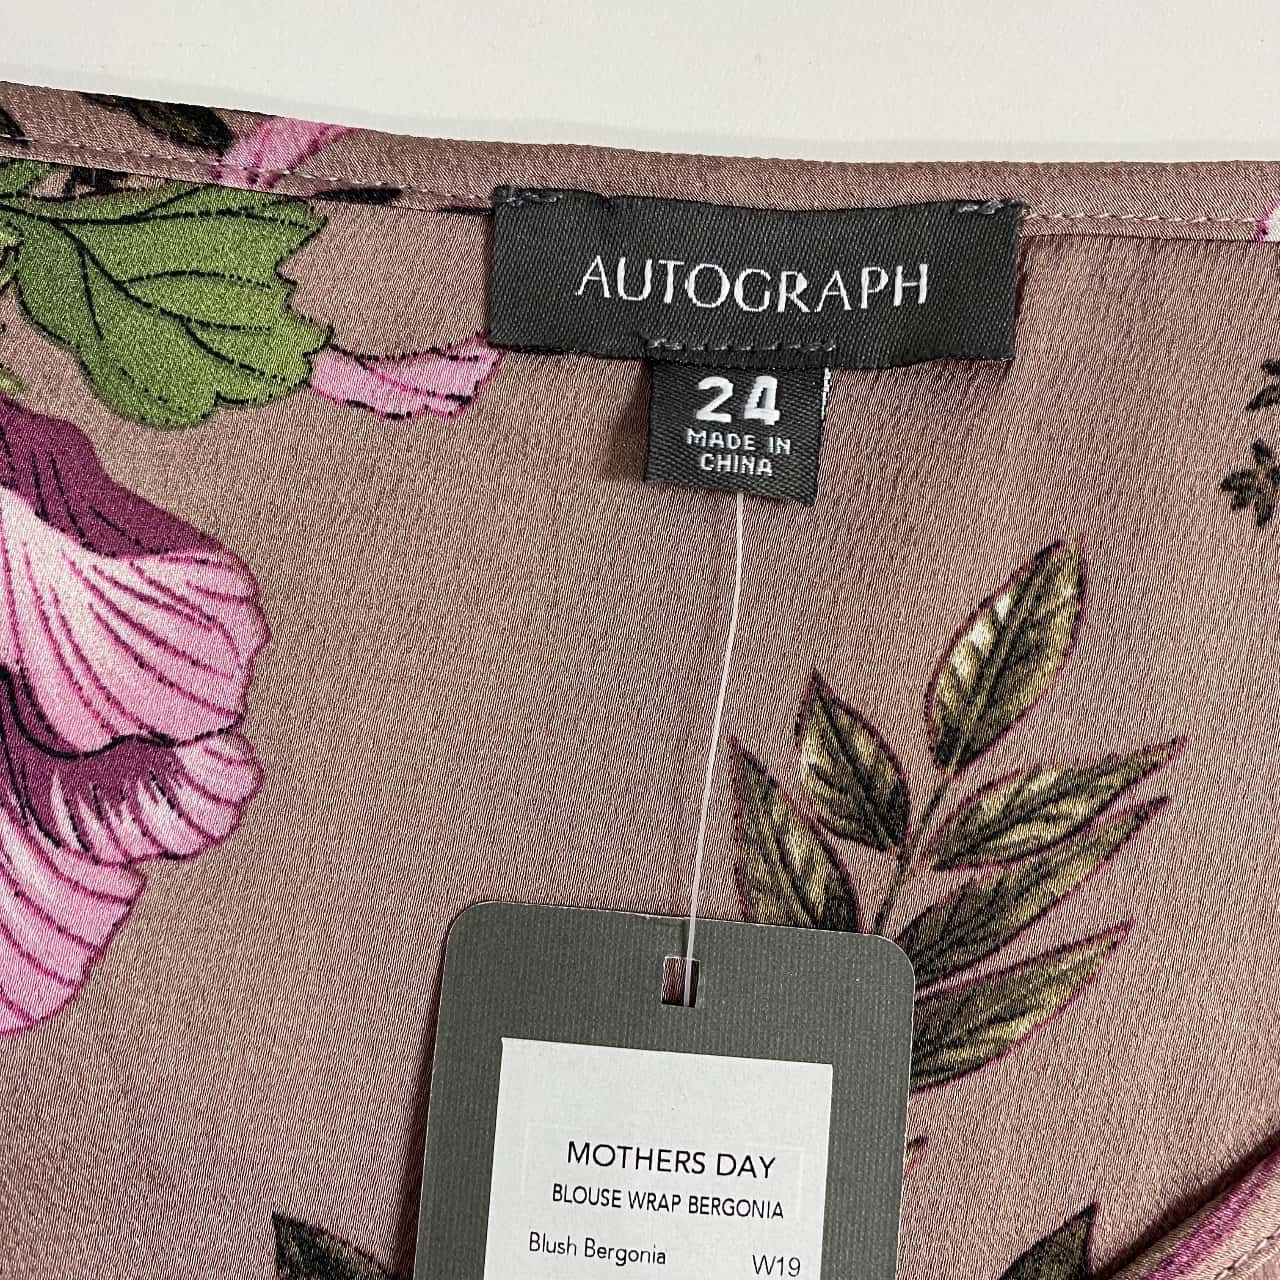 AUTOGRAPH
24
MADE IN
CHINA
MOTHERS DAY
BLOUSE WRAP BERGONIA
Blush Bergonia W19